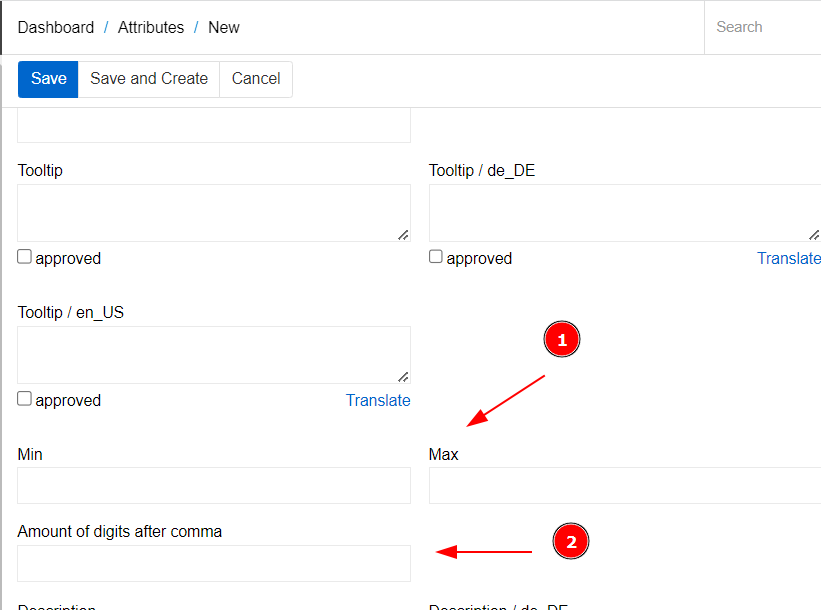 Dashboard / Attributes / New
Search
Save Save and Create Cancel
Tooltip
Tooltip / de_DE
approved
approved
Translate
Tooltip / en_US
1
approved
Translate
Min
Max
Amount of digits after comma
2
Description
Description / de_DE